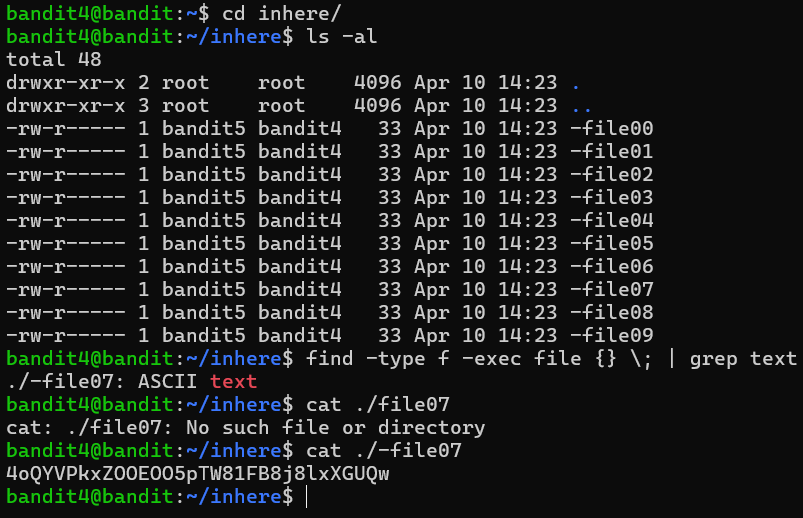 bandit4@bandit:~$ cd inhere/
bandit4@bandit:~/inhere$ ls -al
total 48
drwxr-xr-x 2 root    root    4096 Apr 10 14:23 .
drwxr-xr-x 3 root    root    4096 Apr 10 14:23 ..
-rw-r----- 1 bandit5 bandit4   33 Apr 10 14:23 -file00
-rw-r----- 1 bandit5 bandit4   33 Apr 10 14:23 -file01
-rw-r----- 1 bandit5 bandit4   33 Apr 10 14:23 -file02
-rw-r----- 1 bandit5 bandit4   33 Apr 10 14:23 -file03
-rw-r----- 1 bandit5 bandit4   33 Apr 10 14:23 -file04
-rw-r----- 1 bandit5 bandit4   33 Apr 10 14:23 -file05
-rw-r----- 1 bandit5 bandit4   33 Apr 10 14:23 -file06
-rw-r----- 1 bandit5 bandit4   33 Apr 10 14:23 -file07
-rw-r----- 1 bandit5 bandit4   33 Apr 10 14:23 -file08
-rw-r----- 1 bandit5 bandit4   33 Apr 10 14:23 -file09
bandit4@bandit:~/inhere$ find -type f -exec file {} \; | grep text
./-file07: ASCII text
bandit4@bandit:~/inhere$ cat ./file07
cat: ./file07: No such file or directory
bandit4@bandit:~/inhere$ cat ./-file07
4oQYVPkxZOOEOO5pTW81FB8j8lxXGUQw
bandit4@bandit:~/inhere$